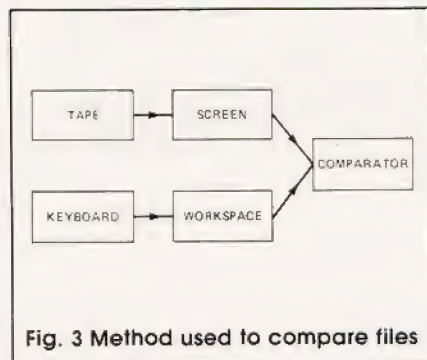 TAPE
SCREEN
COMPARATOR
KEYBOARD
WORKSPACE
Fig. 3 Method used to compare files